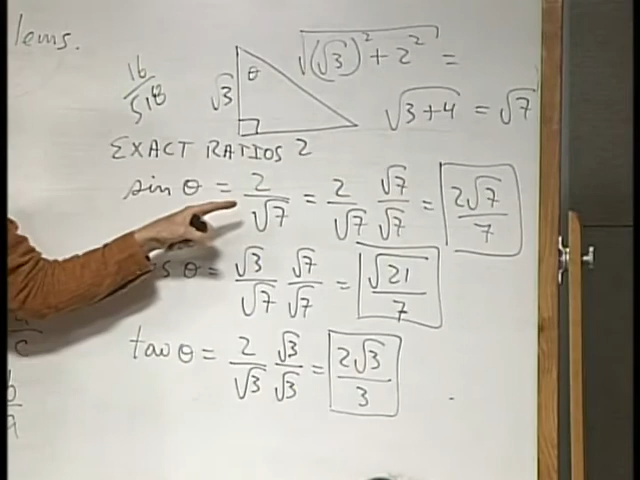 lems.
√((√3)² + 2²) =
16
√3
θ
√(3+4) = √7
EXACT RATIOS 2
sin θ = 2/√7 = 2/√7 √7/√7 = 2√7/7
s θ = √3/√7 √7/√7 = √21/7
tan θ = 2/√3 √3/√3 = 2√3/3
c
b/a